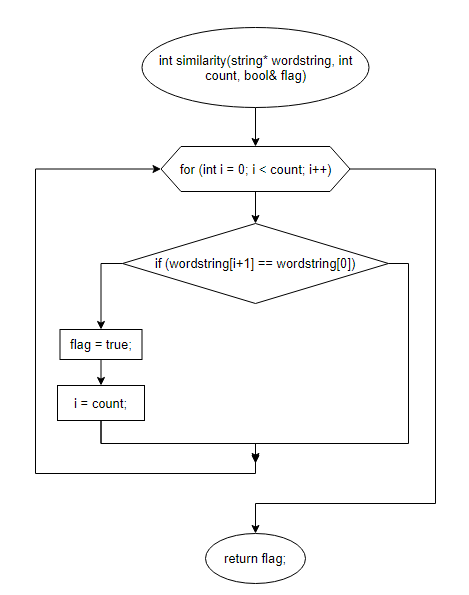 int similarity(string* wordstring, int
count, bool& flag)
for (int i = 0; i < count; i++)
if (wordstring[i+1] == wordstring[0])
flag = true;
i = count;
return flag;